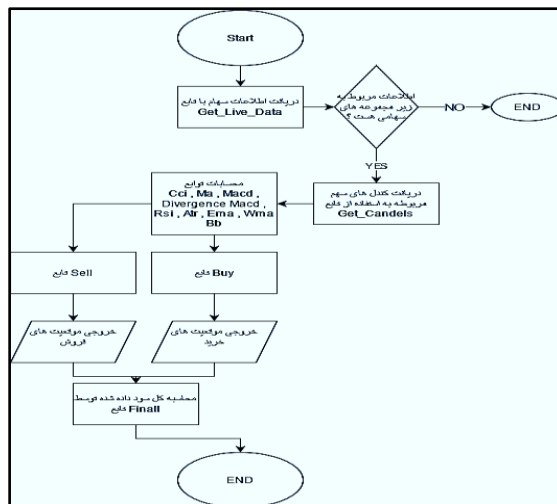 Start
دریافت اطلاعات سهام با تابع
Get_Live_Data
اطلاعات مربوط به
زیر مجموعه های
سهامی هست ؟
NO
END
YES
دریافت کندل های سهم
مربوطه به استفاده از تابع
Get_Candels
محاسبات توابع
Cci , Ma , Macd ,
Divergence Macd ,
Rsi , Atr , Ema , Wma
Bb
تابع Sell
تابع Buy
خروجی موقعیت های
فروش
خروجی موقعیت های
خرید
محاسبه کل سود داده شده توسط
تابع Finall
END